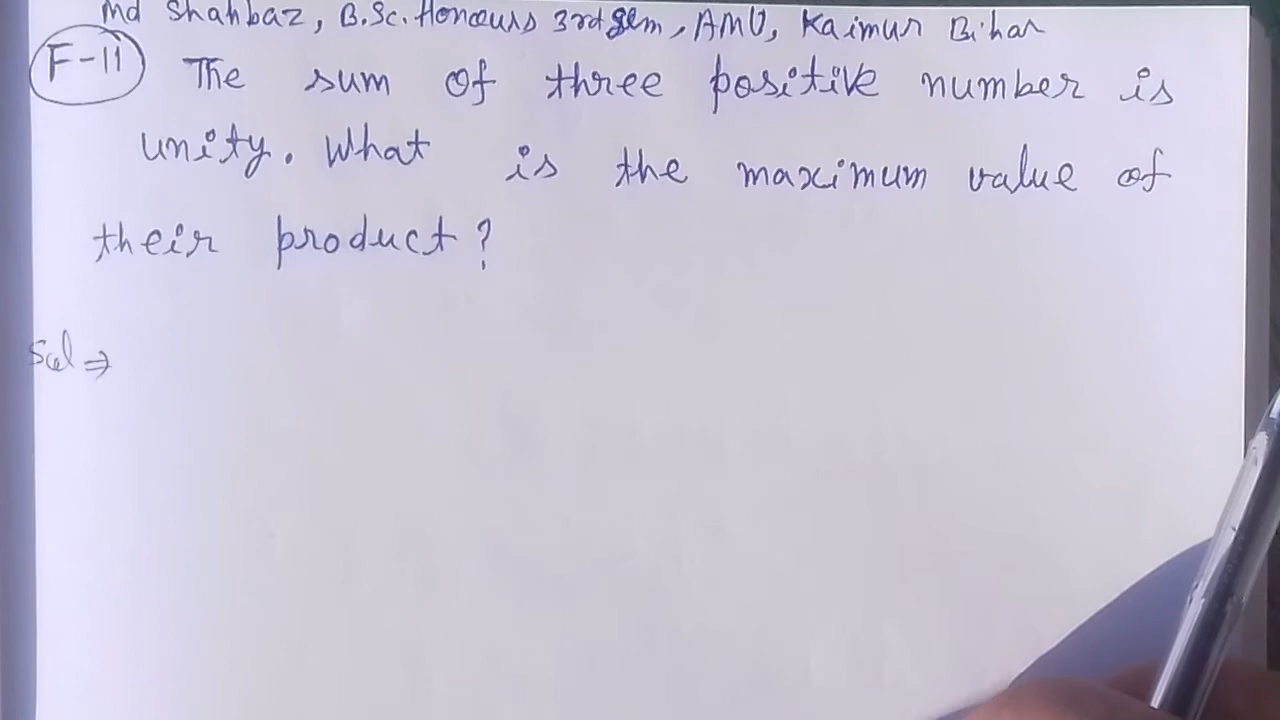 Md Shahbaz, B.Sc. Honours 3rd sem, AMU, Kaimur Bihar
F-11 The sum of three positive number is
unity. What is the maximum value of
their product?
Sol ⇒